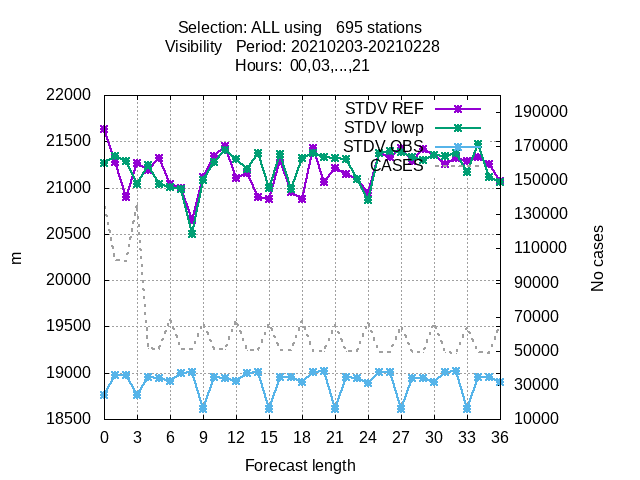 Selection: ALL using   695 stations
Visibility   Period: 20210203-20210228
Hours:  00,03,...,21
22000
21500
21000
20500
20000
19500
19000
18500
m
190000
170000
150000
130000
110000
90000
70000
50000
30000
10000
No cases
STDV REF
STDV lowp
STDV OBS
CASES
0 3 6 9 12 15 18 21 24 27 30 33 36
Forecast length